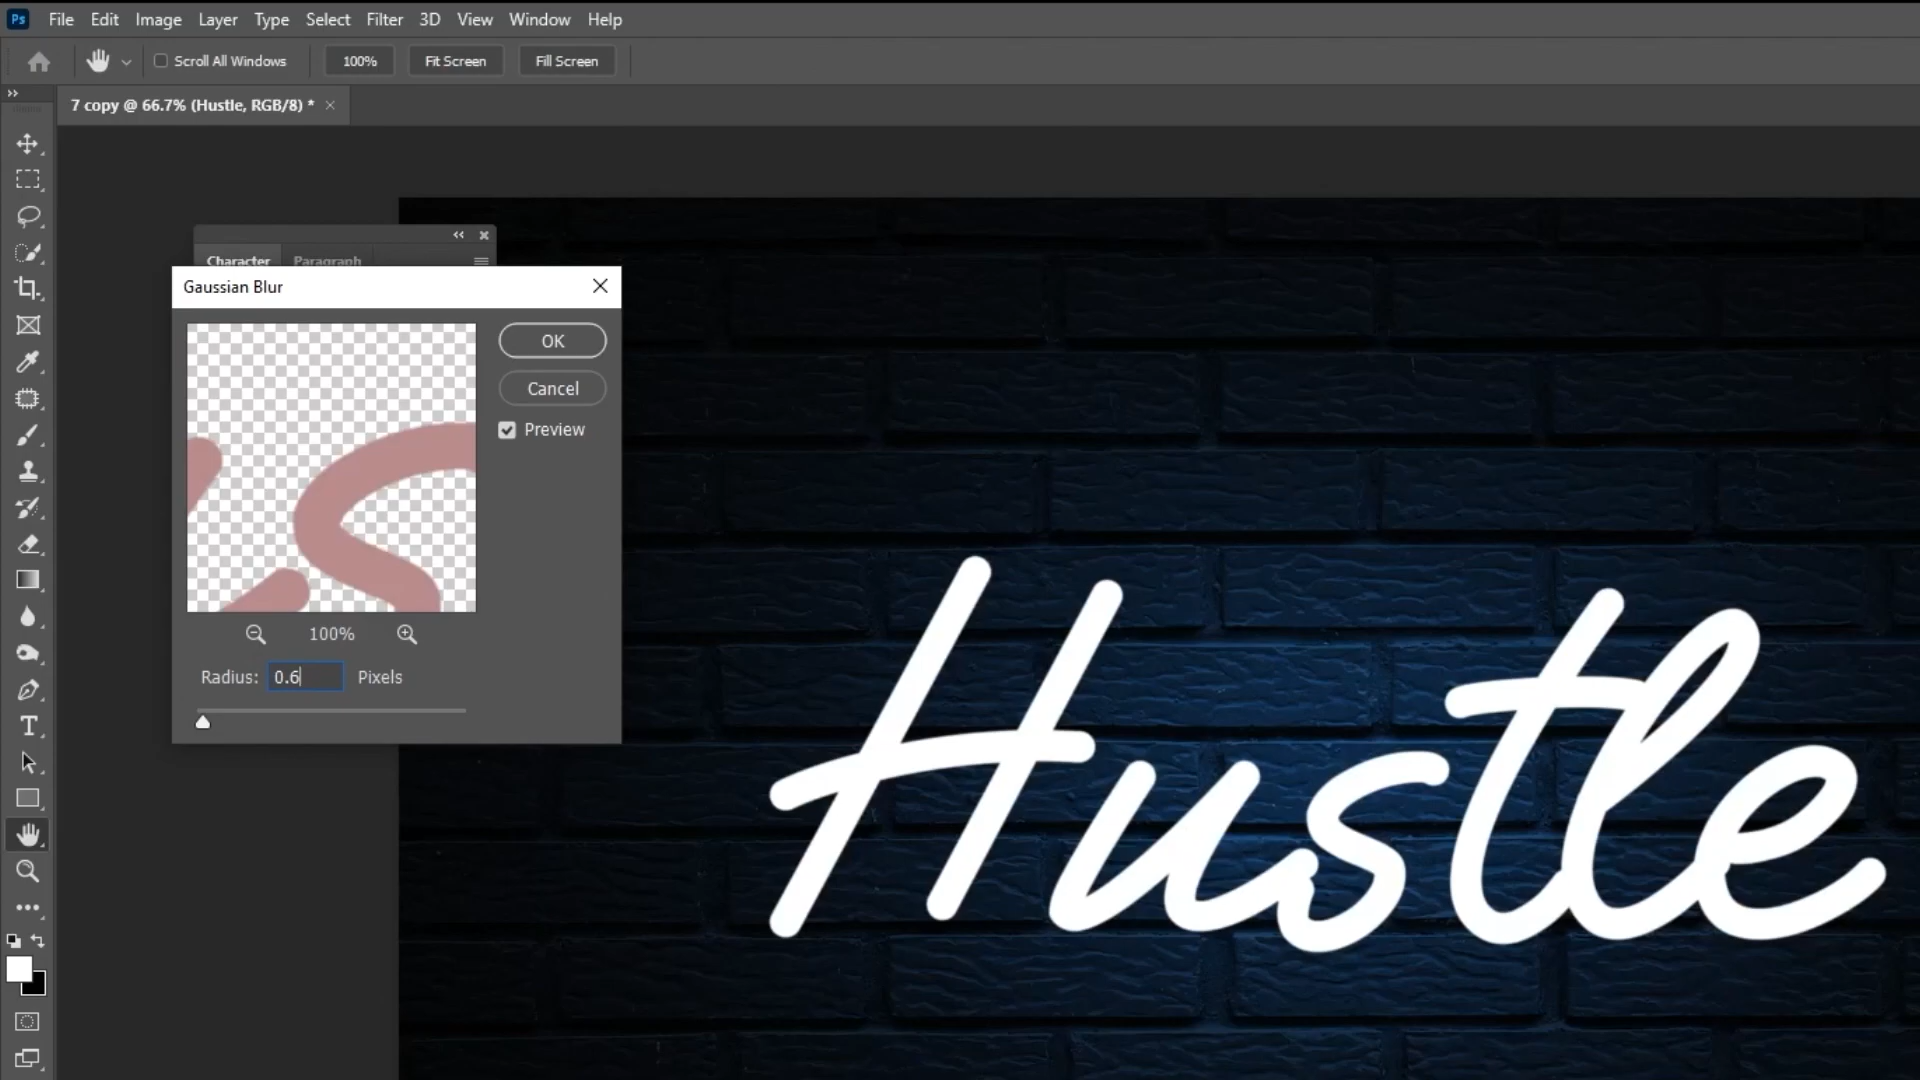 Ps File Edit Image Layer Type Select Filter 3D View Window Help
Scroll All Windows 100% Fit Screen Fill Screen
7 copy @ 66.7% (Hustle, RGB/8) *
Character Paragraph
Gaussian Blur
OK
Cancel
Preview
100%
Radius: 0.6 Pixels
Hustle